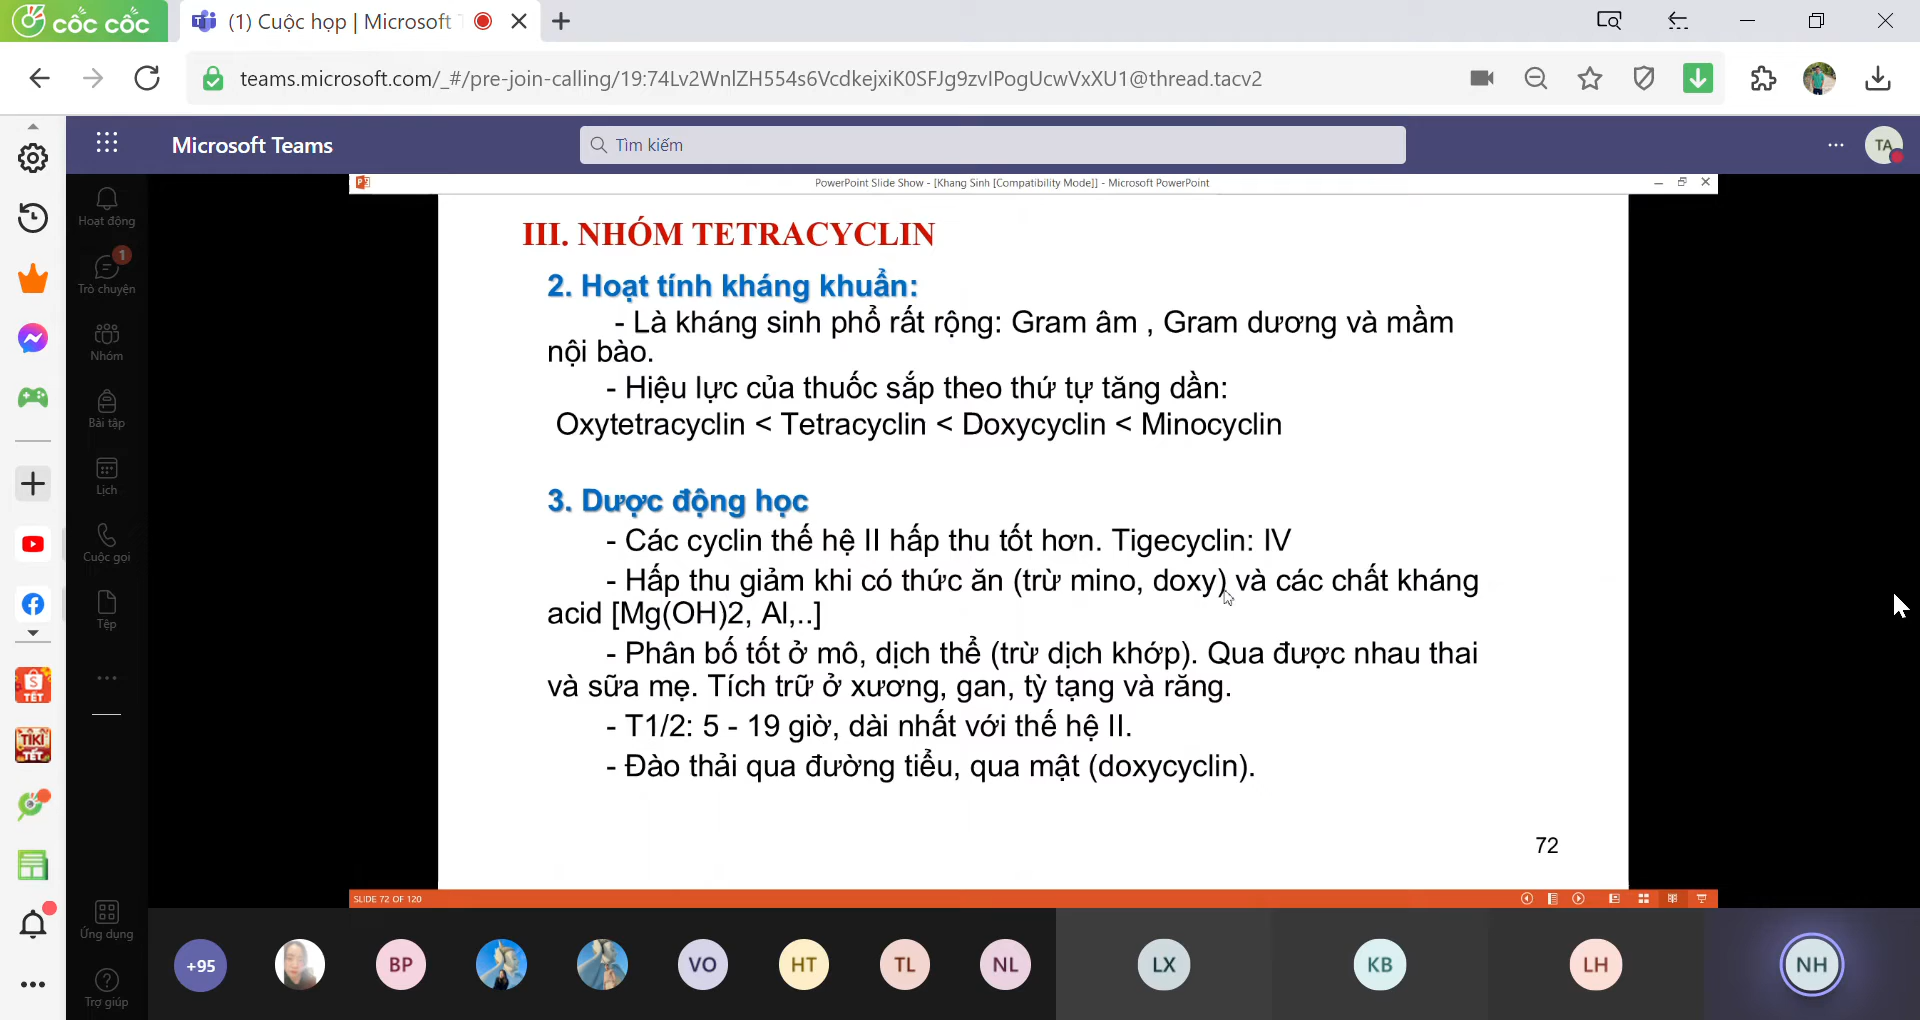 cốc cốc
(1) Cuộc họp | Microsoft T
teams.microsoft.com/_#/pre-join-calling/19:74Lv2WnlZH554s6VcdkejxiK0SFJg9zvlPogUcwVxXU1@thread.tacv2
Microsoft Teams
Tìm kiếm
TA
PowerPoint Slide Show - [Khang Sinh [Compatibility Mode]] - Microsoft PowerPoint
Hoạt động
1
Trò chuyện
Nhóm
Bài tập
Lịch
Cuộc gọi
Tệp
Ứng dụng
Trợ giúp
TẾT
TIKI
TẾT
III. NHÓM TETRACYCLIN
2. Hoạt tính kháng khuẩn:
- Là kháng sinh phổ rất rộng: Gram âm , Gram dương và mầm
nội bào.
- Hiệu lực của thuốc sắp theo thứ tự tăng dần:
Oxytetracyclin < Tetracyclin < Doxycyclin < Minocyclin
3. Dược động học
- Các cyclin thế hệ II hấp thu tốt hơn. Tigecyclin: IV
- Hấp thu giảm khi có thức ăn (trừ mino, doxy) và các chất kháng
acid [Mg(OH)2, Al,..]
- Phân bố tốt ở mô, dịch thể (trừ dịch khớp). Qua được nhau thai
và sữa mẹ. Tích trữ ở xương, gan, tỳ tạng và răng.
- T1/2: 5 - 19 giờ, dài nhất với thế hệ II.
- Đào thải qua đường tiểu, qua mật (doxycyclin).
72
SLIDE 72 OF 120
+95
BP
VO
HT
TL
NL
LX
KB
LH
NH